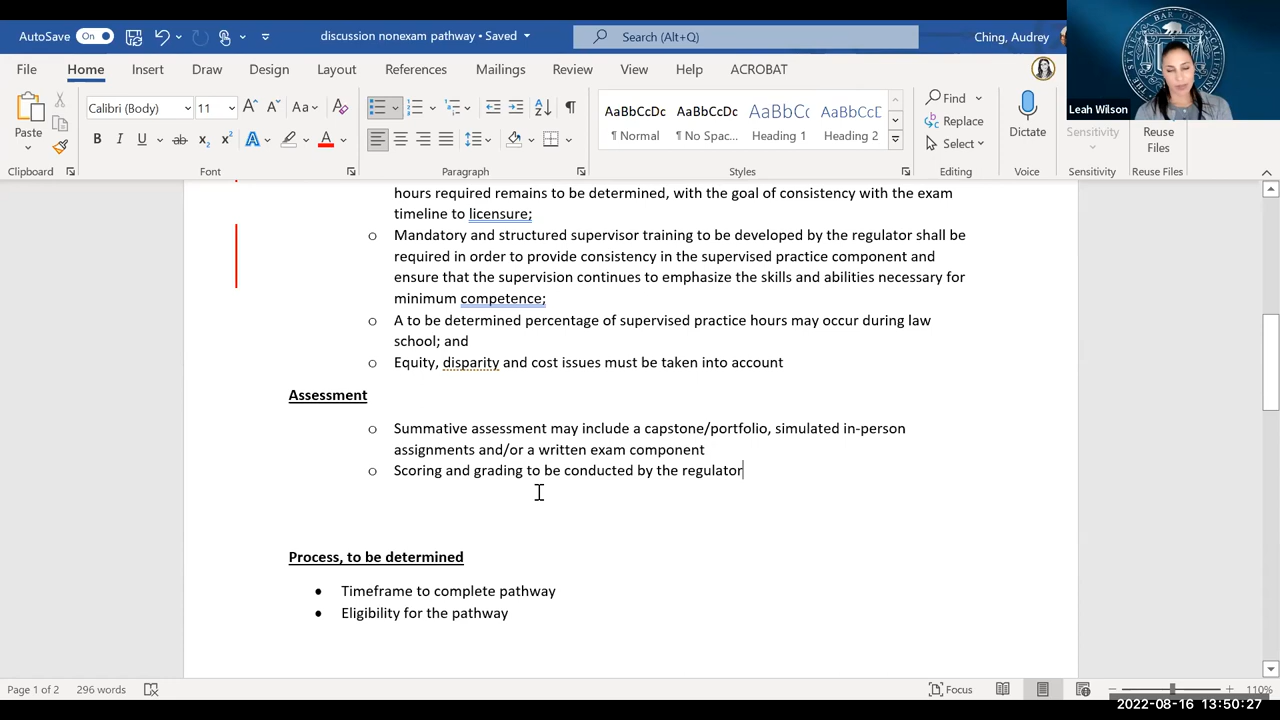 AutoSave On
discussion nonexam pathway • Saved
Search (Alt+Q)
Ching, Audrey
File Home Insert Draw Design Layout References Mailings Review View Help ACROBAT
Leah Wilson
BAR OF
Paste
Clipboard
Calibri (Body) 11
Font
Paragraph
AaBbCcDc AaBbCcDc AaBbCc AaBbCcD
¶ Normal ¶ No Spac... Heading 1 Heading 2
Styles
Find
Replace
Select
Editing
Dictate
Voice
Sensitivity
Sensitivity
Reuse
Files
Reuse Files
hours required remains to be determined, with the goal of consistency with the exam
timeline to licensure;
o Mandatory and structured supervisor training to be developed by the regulator shall be
required in order to provide consistency in the supervised practice component and
ensure that the supervision continues to emphasize the skills and abilities necessary for
minimum competence;
o A to be determined percentage of supervised practice hours may occur during law
school; and
o Equity, disparity and cost issues must be taken into account
Assessment
o Summative assessment may include a capstone/portfolio, simulated in-person
assignments and/or a written exam component
o Scoring and grading to be conducted by the regulator
Process, to be determined
• Timeframe to complete pathway
• Eligibility for the pathway
Page 1 of 2 296 words
Focus
110%
2022-08-16 13:50:27